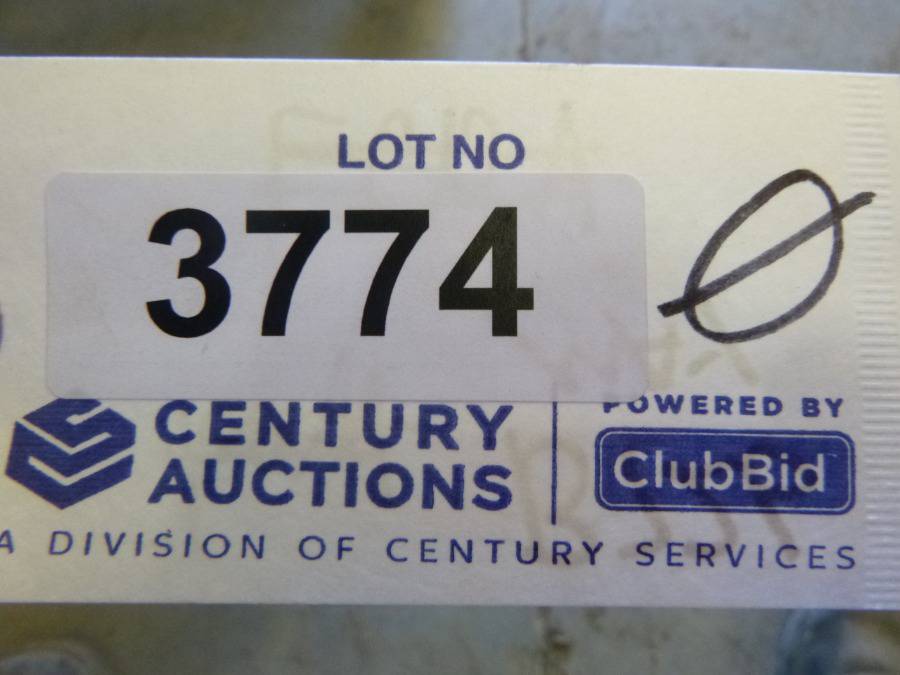 LOT NO
3774 Ø
CENTURY
AUCTIONS
POWERED BY
ClubBid
A DIVISION OF CENTURY SERVICES